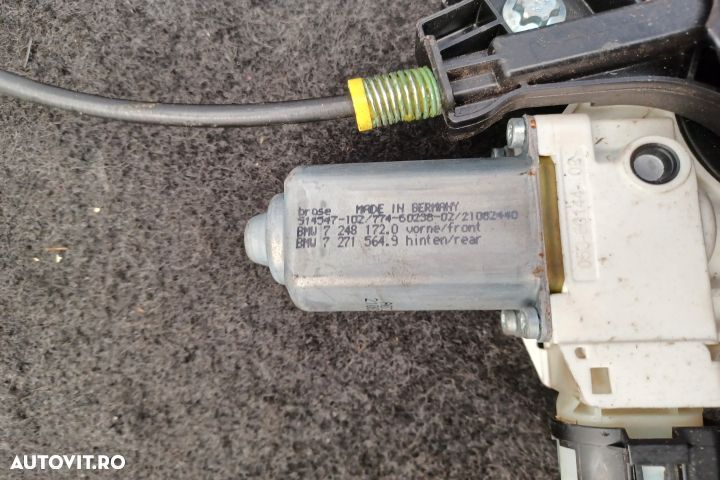 brose MADE IN GERMANY
914547-102/774-60238-02/21082440
BMW 7 248 172.0 vorne/front
BMW 7 271 564.9 hinten/rear
AUTOVIT.RO